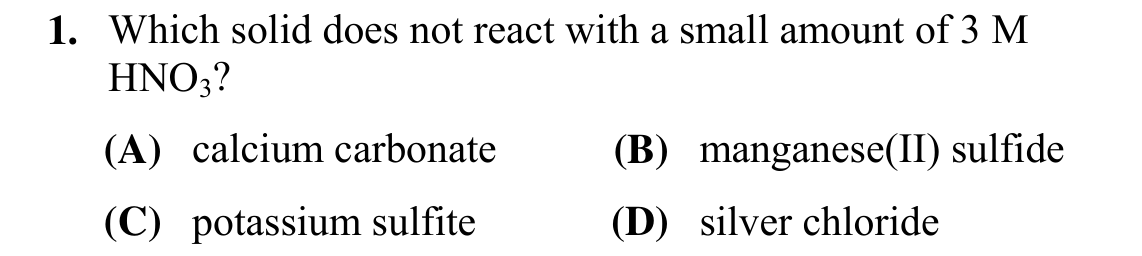 1. Which solid does not react with a small amount of 3 M
HNO₃?
(A) calcium carbonate (B) manganese(II) sulfide
(C) potassium sulfite (D) silver chloride